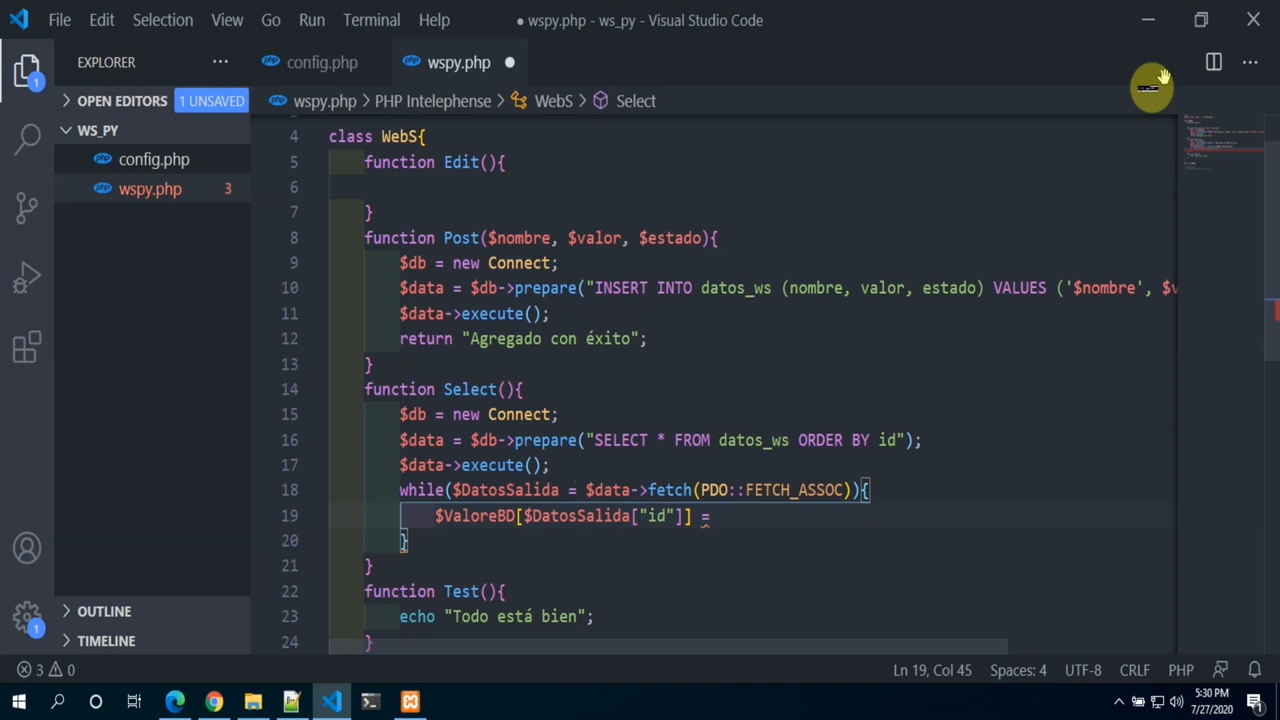 File Edit Selection View Go Run Terminal Help
● wspy.php - ws_py - Visual Studio Code
EXPLORER ···
config.php wspy.php ●
OPEN EDITORS 1 UNSAVED
wspy.php > PHP Intelephense > WebS > Select
WS_PY
config.php
wspy.php 3
4 class WebS{
5 function Edit(){
6
7 }
8 function Post($nombre, $valor, $estado){
9 $db = new Connect;
10 $data = $db->prepare("INSERT INTO datos_ws (nombre, valor, estado) VALUES ('$nombre', $v
11 $data->execute();
12 return "Agregado con éxito";
13 }
14 function Select(){
15 $db = new Connect;
16 $data = $db->prepare("SELECT * FROM datos_ws ORDER BY id");
17 $data->execute();
18 while($DatosSalida = $data->fetch(PDO::FETCH_ASSOC)){
19 $ValoreBD[$DatosSalida["id"]] =
20 }
21 }
22 function Test(){
23 echo "Todo está bien";
24 }
1
1
OUTLINE
TIMELINE
3 0 Ln 19, Col 45 Spaces: 4 UTF-8 CRLF PHP
5:30 PM
7/27/2020
1